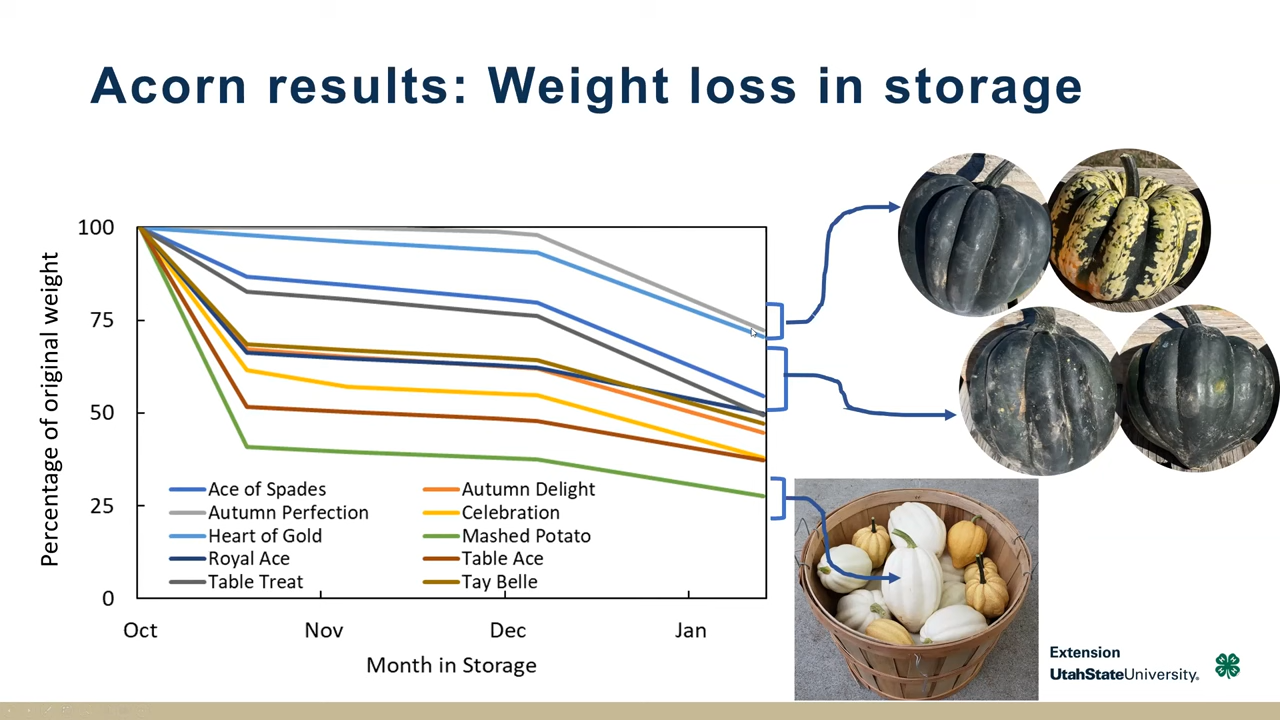 Acorn results: Weight loss in storage
Percentage of original weight
100
75
50
25
0
Ace of Spades
Autumn Delight
Autumn Perfection
Celebration
Heart of Gold
Mashed Potato
Royal Ace
Table Ace
Table Treat
Tay Belle
Oct Nov Dec Jan
Month in Storage
Extension
UtahStateUniversity